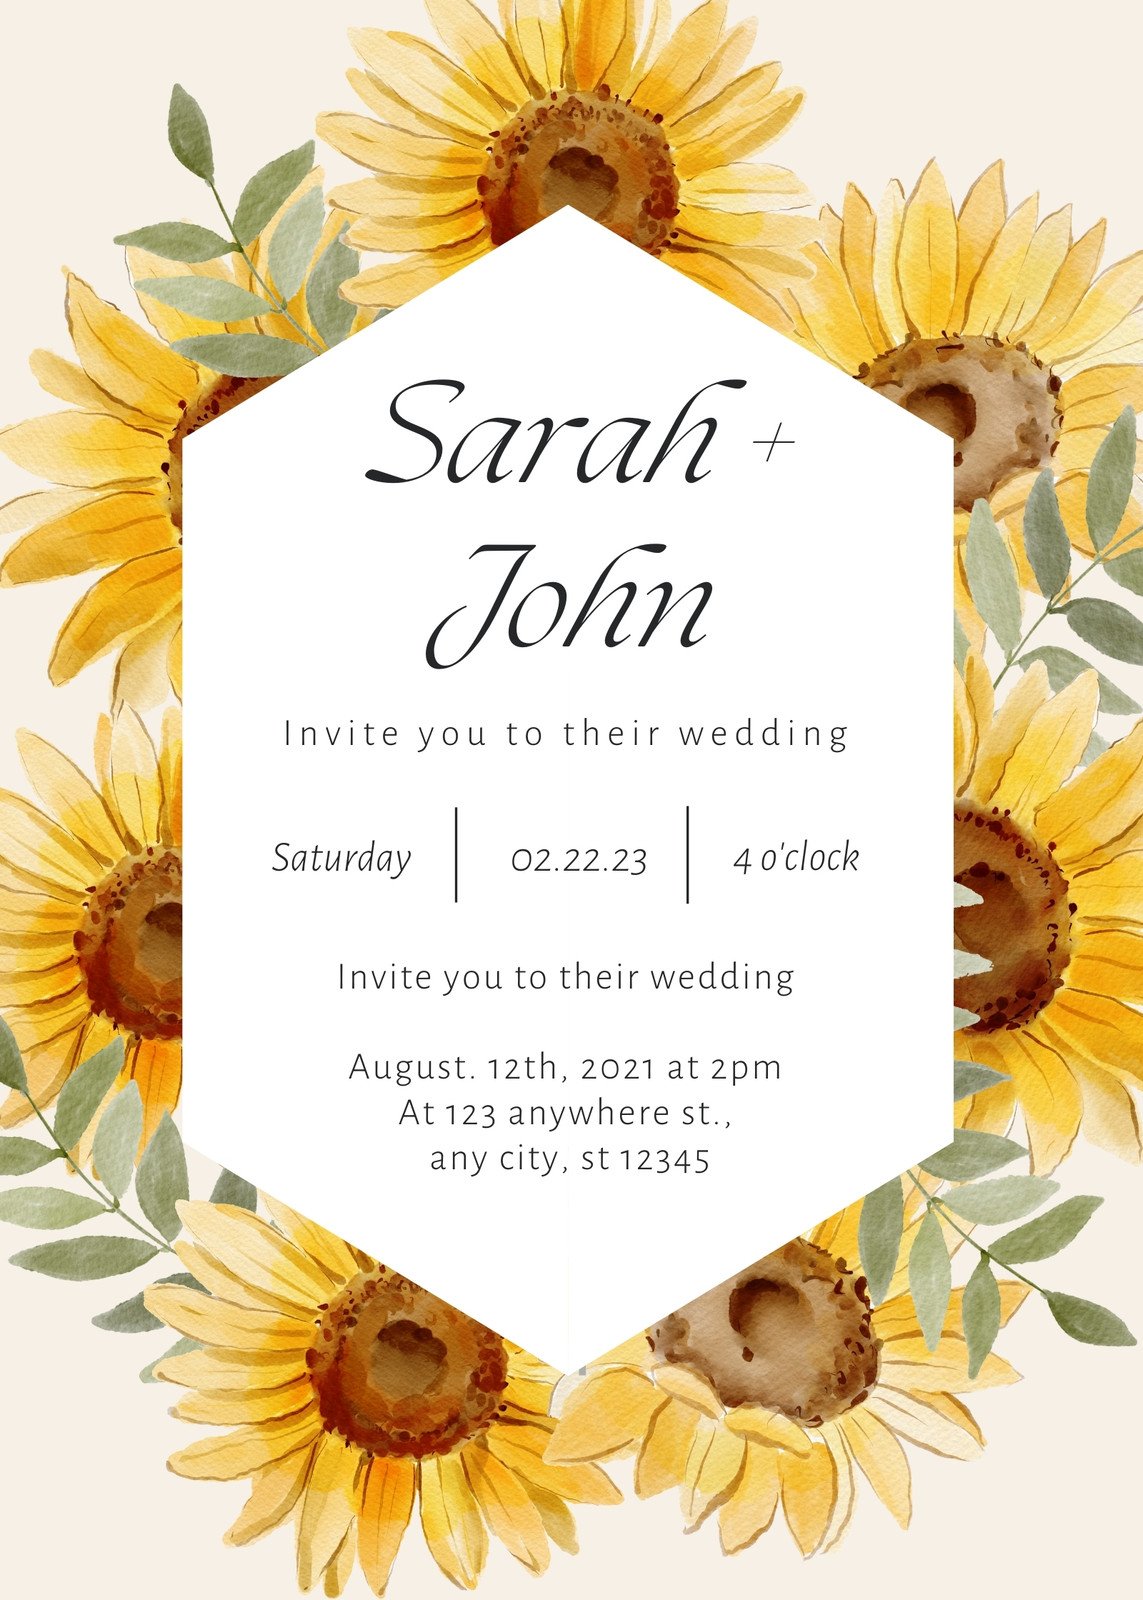 Sarah +
John
Invite you to their wedding
Saturday 02.22.23 4 o'clock
Invite you to their wedding
August. 12th, 2021 at 2pm
At 123 anywhere st.,
any city, st 12345